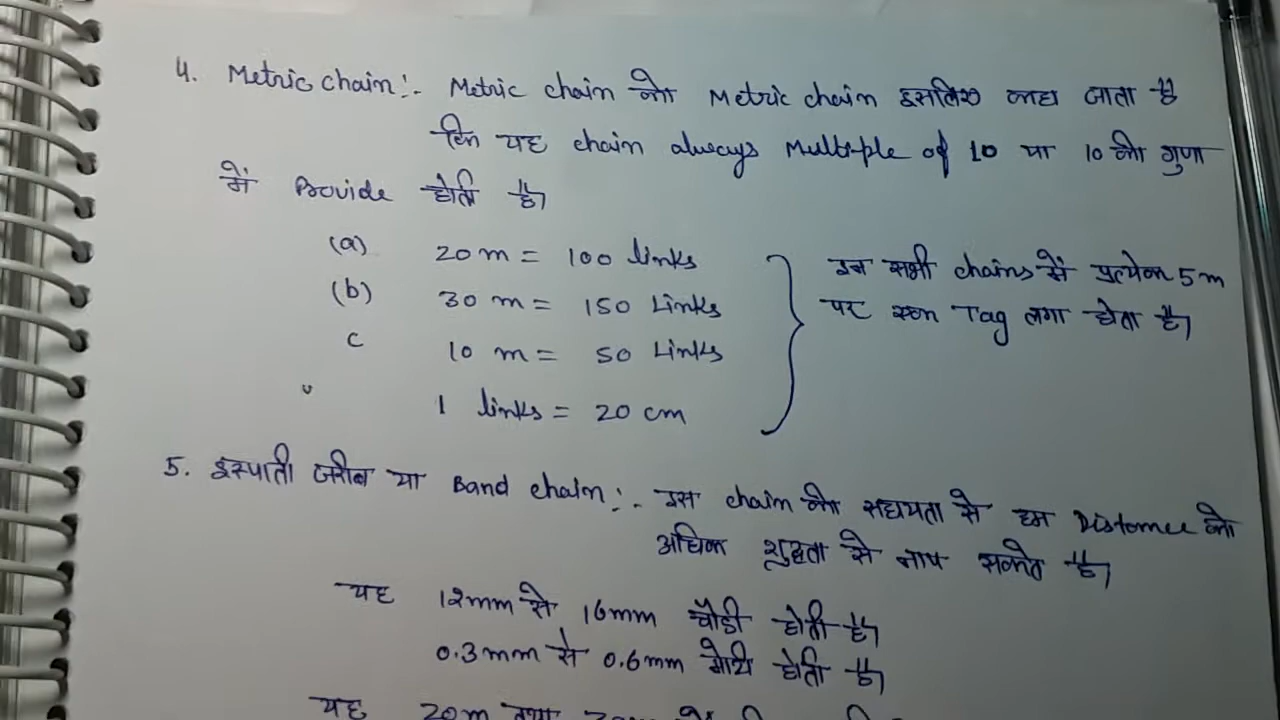 4. Metric chain:- Metric chain को Metric chain इसलिए कहा जाता है
कि यह chain always Multiple of 10 या 10 की गुणा
में Provide होती है।
(a) 20 m = 100 links
(b) 30 m = 150 Links
c 10 m = 50 Links
1 links = 20 cm
इन सभी chains में प्रत्येक 5 m
पर एक Tag लगा होता है।
5. इस्पाती जरीब या Band chain:- इस chain की सहायता से हम Distance को
अधिक शुद्धता से नाप सकते है।
यह 12mm से 16mm चौडी होती है।
0.3mm से 0.6mm मोटी होती है।
यह 20m तथा